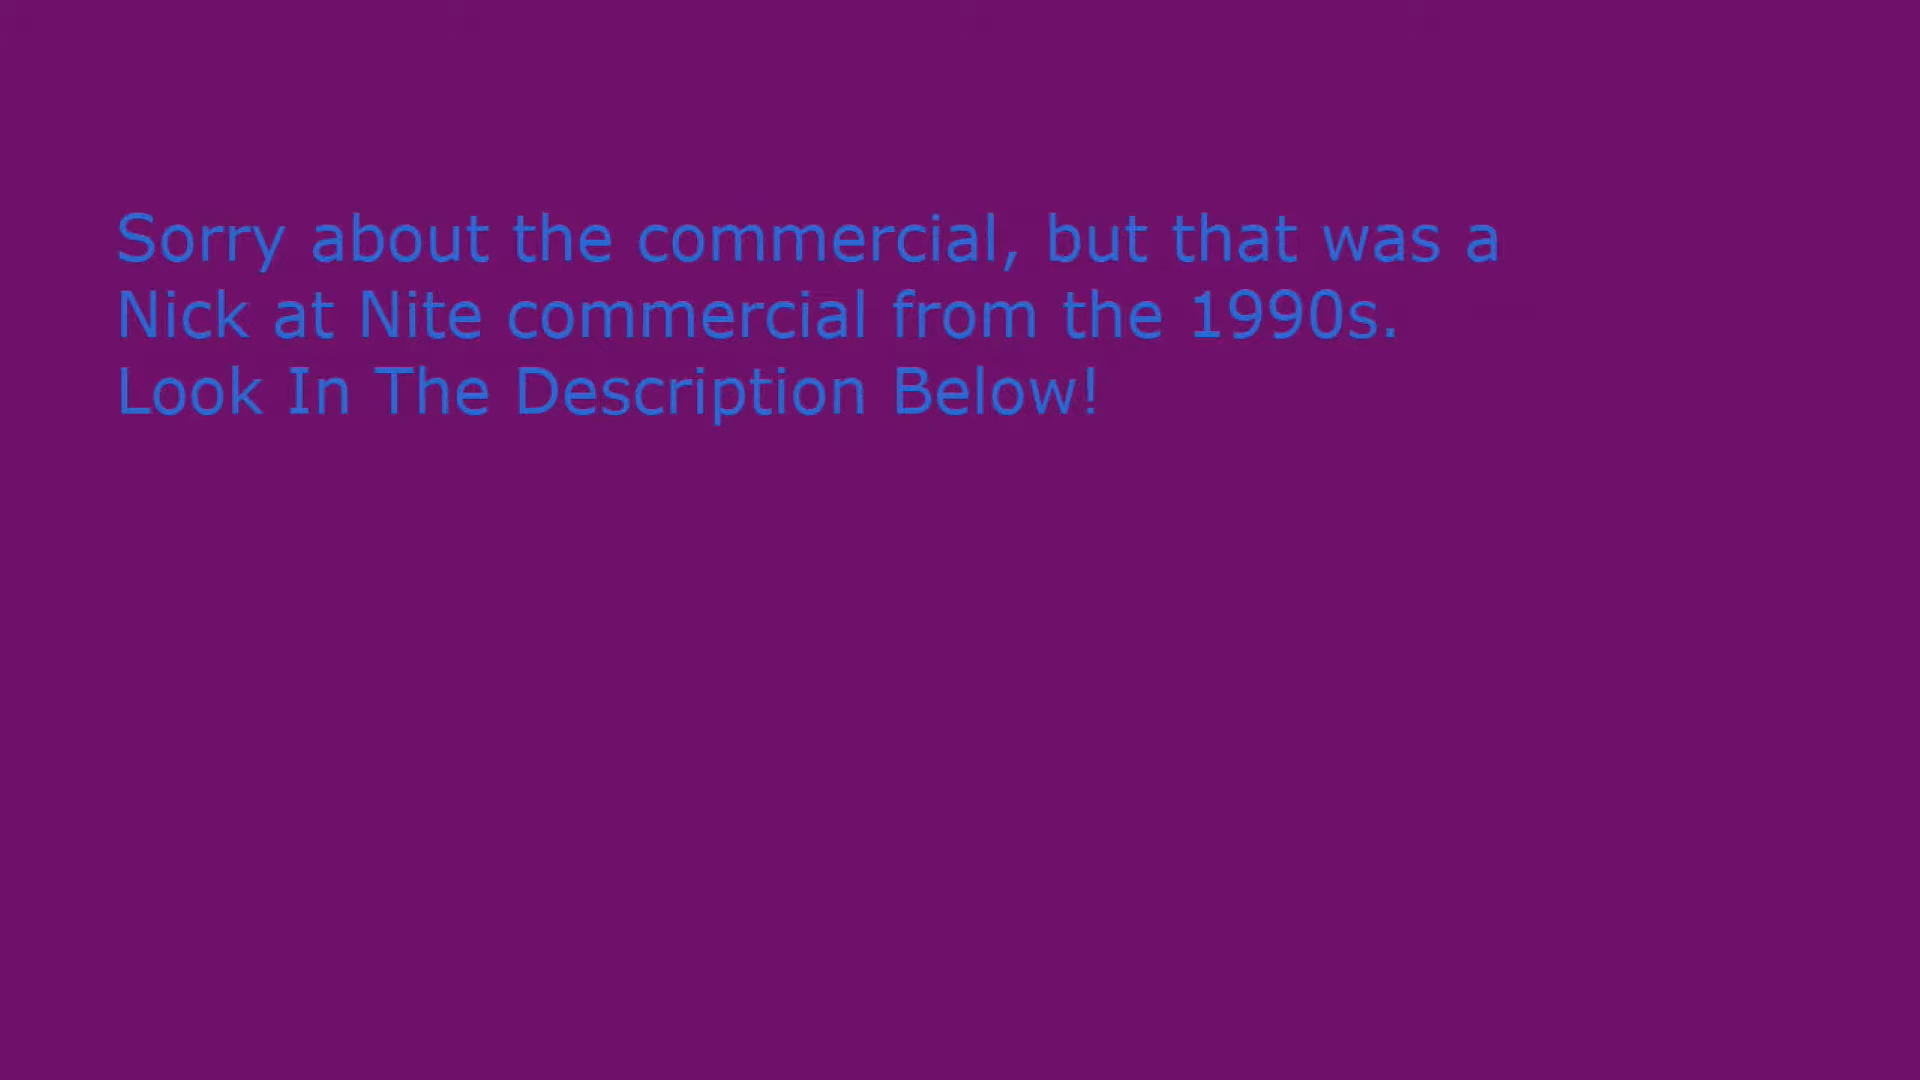 Sorry about the commercial, but that was a
Nick at Nite commercial from the 1990s.
Look In The Description Below!